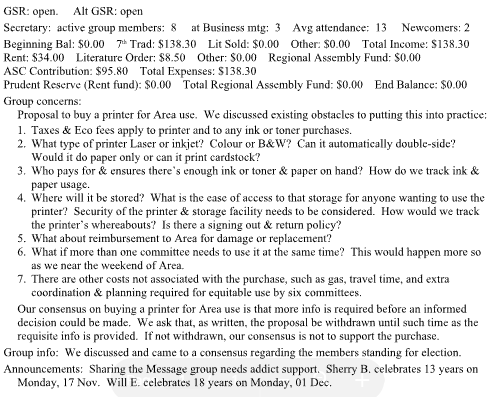 GSR: open.    Alt GSR: open
Secretary:  active group members:  8    at Business mtg:  3   Avg attendance:  13    Newcomers: 2
Beginning Bal: $0.00   7th Trad: $138.30  Lit Sold: $0.00   Other: $0.00   Total Income: $138.30
Rent: $34.00   Literature Order: $8.50   Other: $0.00   Regional Assembly Fund: $0.00
ASC Contribution: $95.80   Total Expenses: $138.30
Prudent Reserve (Rent fund): $0.00   Total Regional Assembly Fund: $0.00   End Balance: $0.00
Group concerns:
Proposal to buy a printer for Area use.  We discussed existing obstacles to putting this into practice:
1.  Taxes & Eco fees apply to printer and to any ink or toner purchases.
2.  What type of printer Laser or inkjet?  Colour or B&W?  Can it automatically double-side?
Would it do paper only or can it print cardstock?
3.  Who pays for & ensures there's enough ink or toner & paper on hand?  How do we track ink &
paper usage.
4.  Where will it be stored?  What is the ease of access to that storage for anyone wanting to use the
printer?  Security of the printer & storage facility needs to be considered.  How would we track
the printer's whereabouts?  Is there a signing out & return policy?
5.  What about reimbursement to Area for damage or replacement?
6.  What if more than one committee needs to use it at the same time?  This would happen more so
as we near the weekend of Area.
7.  There are other costs not associated with the purchase, such as gas, travel time, and extra
coordination & planning required for equitable use by six committees.
Our consensus on buying a printer for Area use is that more info is required before an informed
decision could be made.  We ask that, as written, the proposal be withdrawn until such time as the
requisite info is provided.  If not withdrawn, our consensus is not to support the purchase.
Group info:  We discussed and came to a consensus regarding the members standing for election.
Announcements:  Sharing the Message group needs addict support.  Sherry B. celebrates 13 years on
Monday, 17 Nov.  Will E. celebrates 18 years on Monday, 01 Dec.